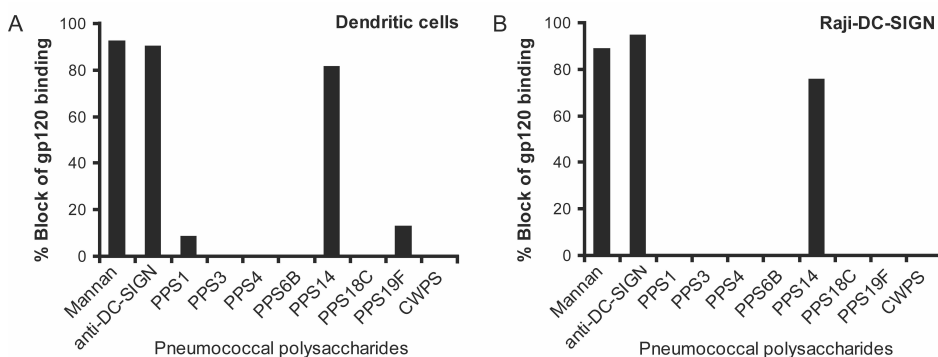 A
Dendritic cells
% Block of gp120 binding
100
80
60
40
20
0
Mannan
anti-DC-SIGN
PPS1
PPS3
PPS4
PPS6B
PPS14
PPS18C
PPS19F
CWPS
Pneumococcal polysaccharides
B
Raji-DC-SIGN
% Block of gp120 binding
100
80
60
40
20
0
Mannan
anti-DC-SIGN
PPS1
PPS3
PPS4
PPS6B
PPS14
PPS18C
PPS19F
CWPS
Pneumococcal polysaccharides